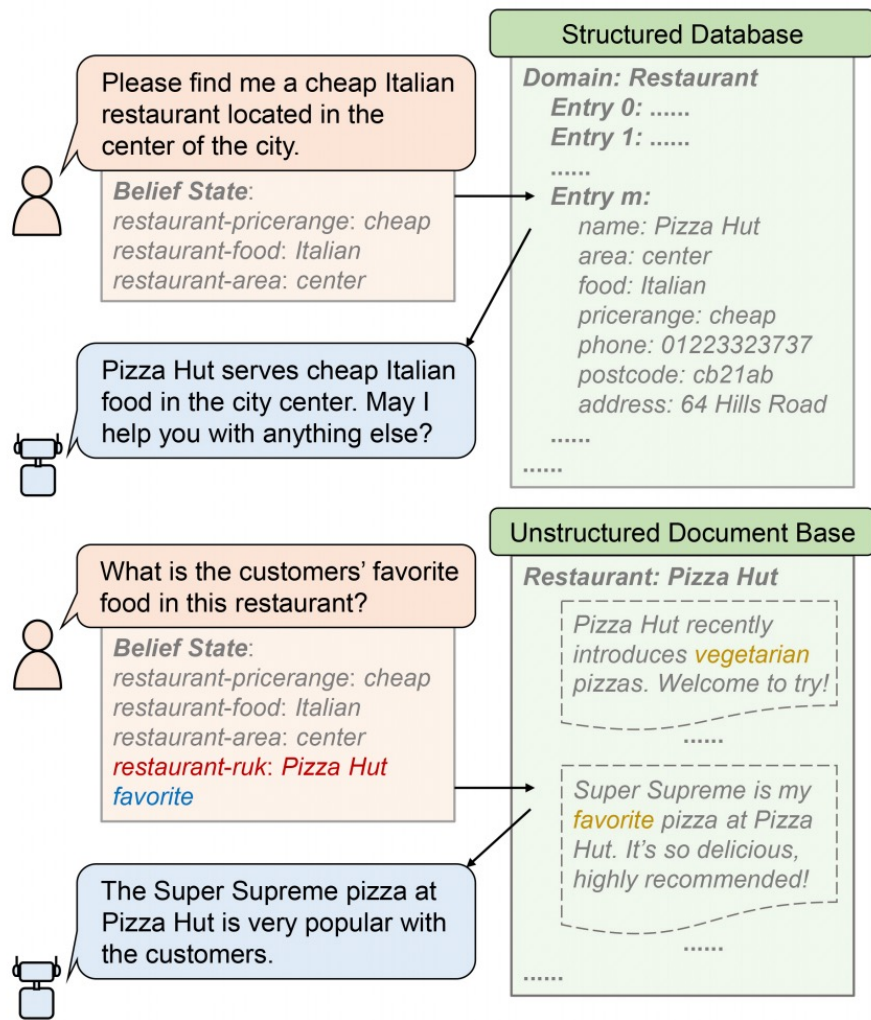 Structured Database
Please find me a cheap Italian
restaurant located in the
center of the city.
Belief State:
restaurant-pricerange: cheap
restaurant-food: Italian
restaurant-area: center
Domain: Restaurant
Entry 0: ......
Entry 1: ......
......
Entry m:
name: Pizza Hut
area: center
food: Italian
pricerange: cheap
phone: 01223323737
postcode: cb21ab
address: 64 Hills Road
......
......
Pizza Hut serves cheap Italian
food in the city center. May I
help you with anything else?
Unstructured Document Base
What is the customers’ favorite
food in this restaurant?
Belief State:
restaurant-pricerange: cheap
restaurant-food: Italian
restaurant-area: center
restaurant-ruk: Pizza Hut
favorite
Restaurant: Pizza Hut
Pizza Hut recently
introduces vegetarian
pizzas. Welcome to try!
......
Super Supreme is my
favorite pizza at Pizza
Hut. It’s so delicious,
highly recommended!
......
......
The Super Supreme pizza at
Pizza Hut is very popular with
the customers.